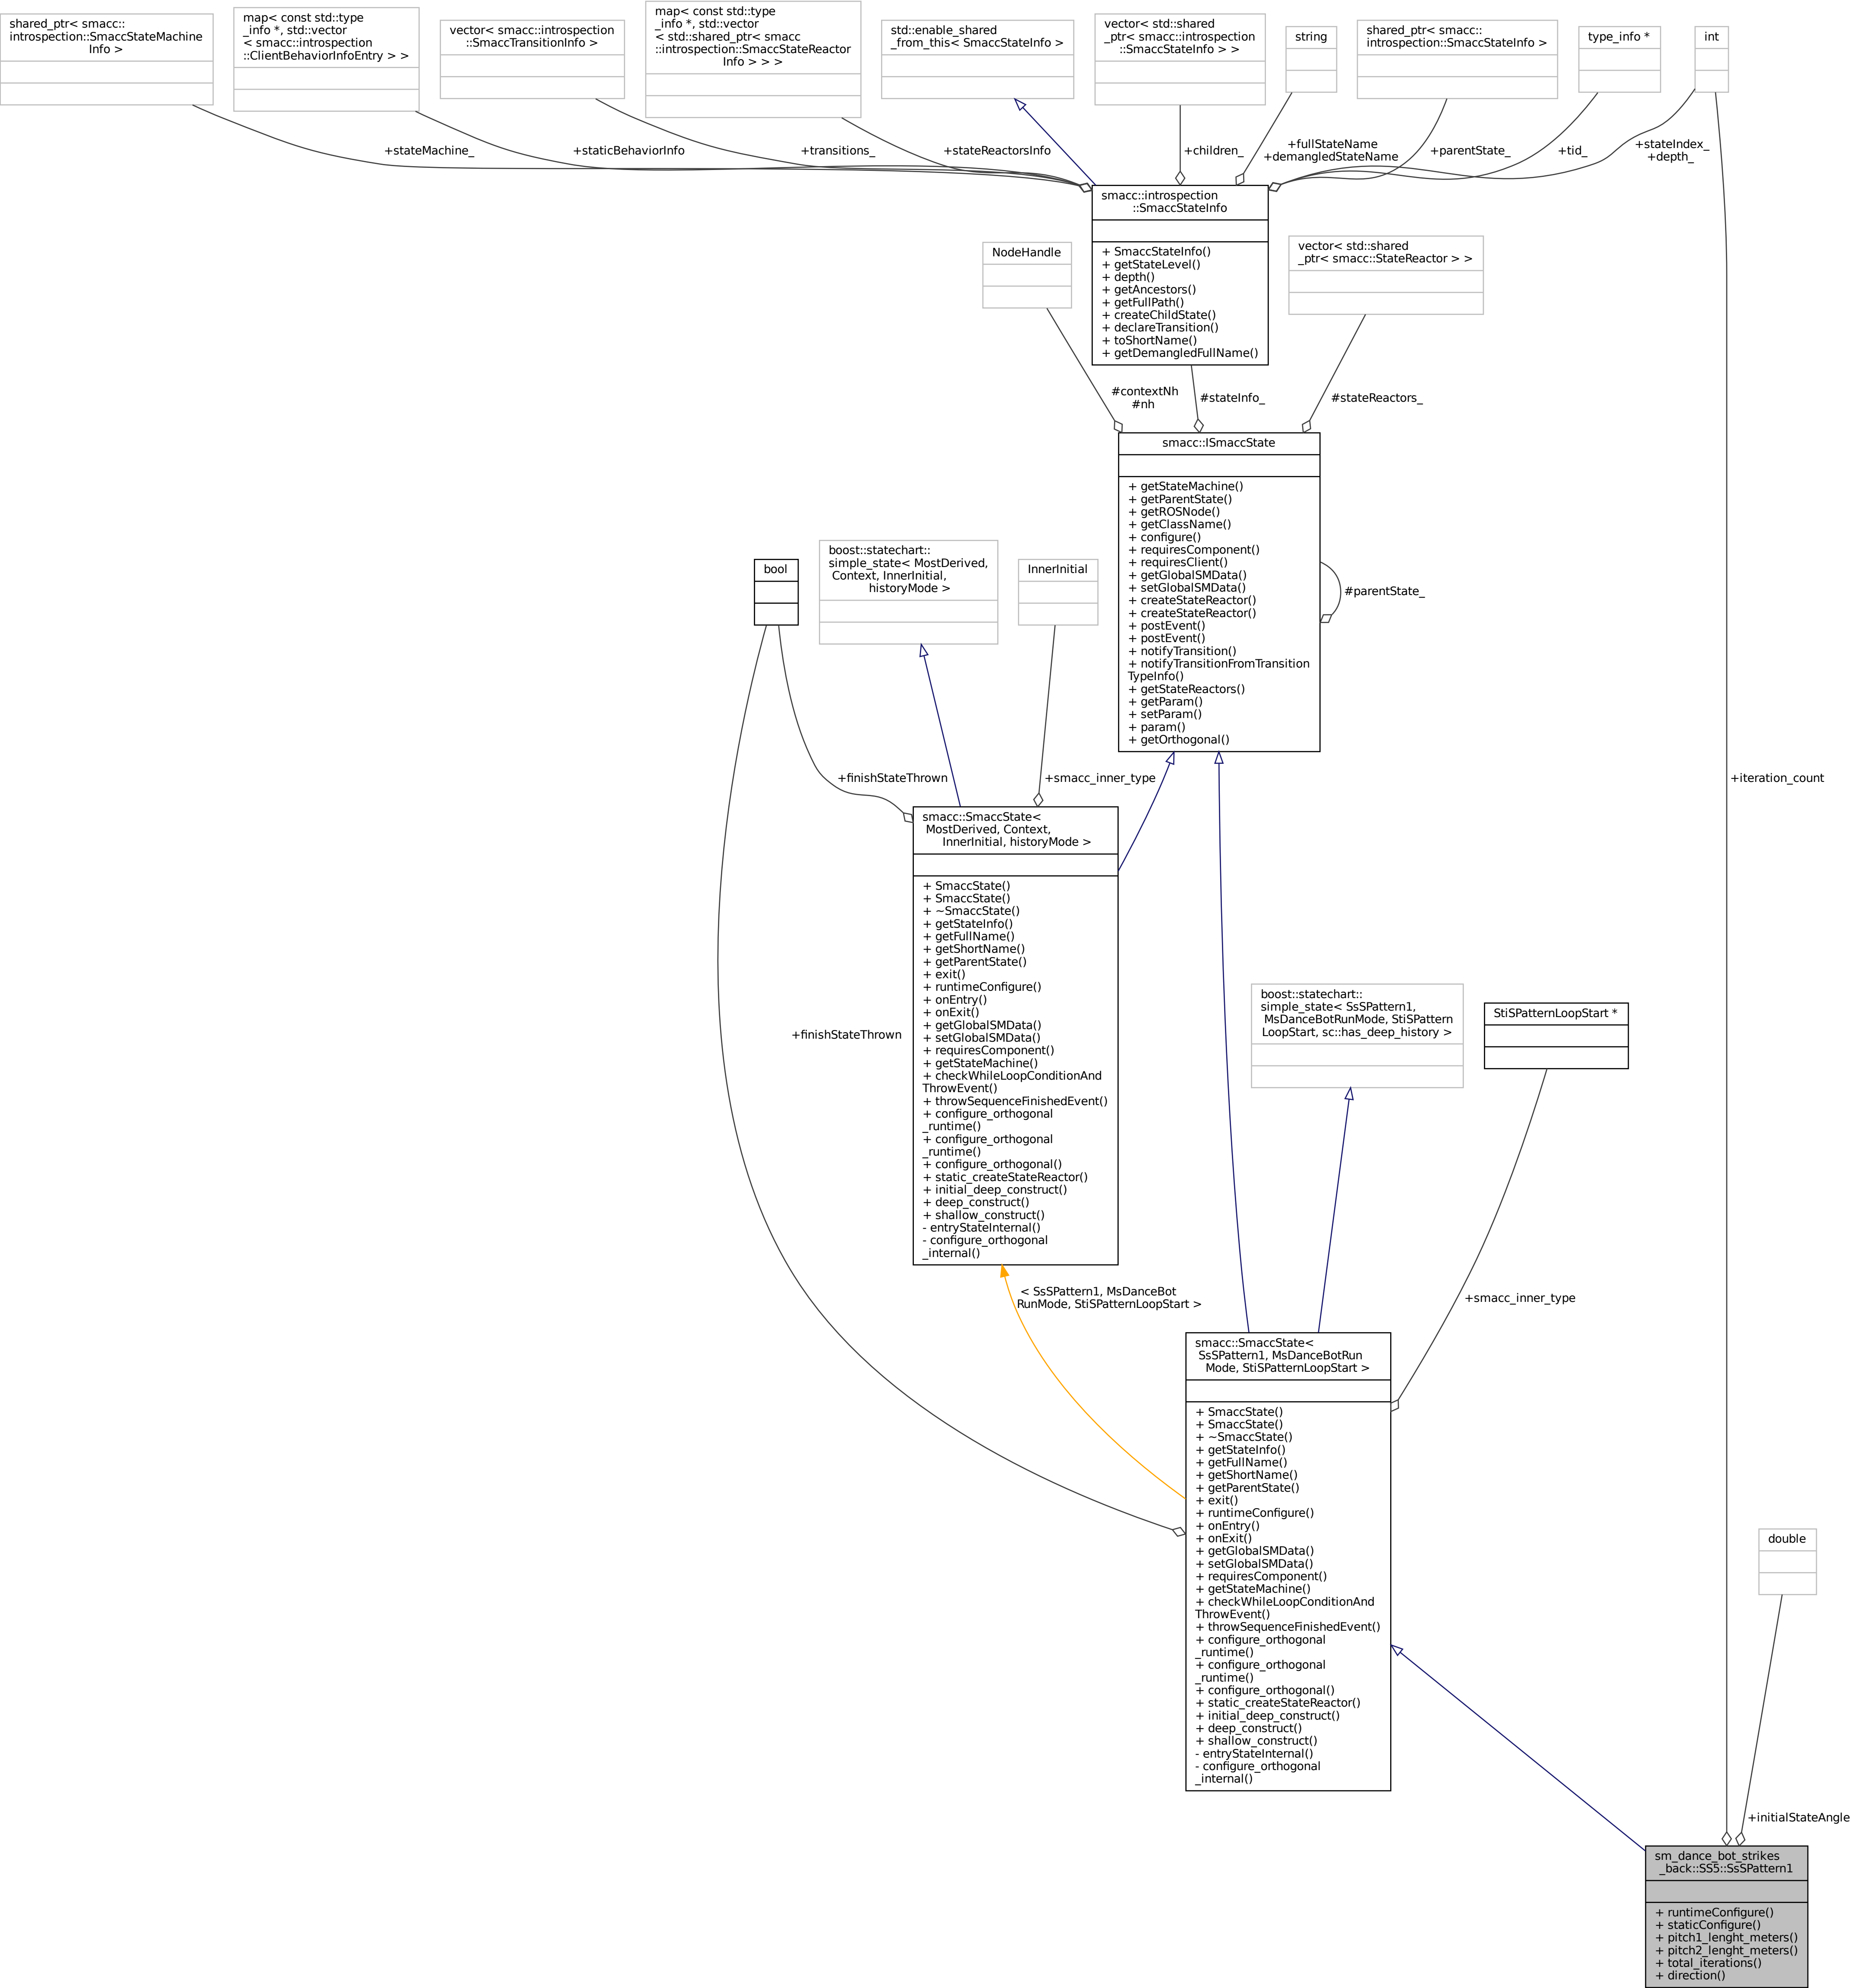 shared_ptr< smacc::
introspection::SmaccStateMachine
Info >
map< const std::type
_info *, std::vector
< smacc::introspection
::ClientBehaviorInfoEntry > >
vector< smacc::introspection
::SmaccTransitionInfo >
map< const std::type
_info *, std::vector
< std::shared_ptr< smacc
::introspection::SmaccStateReactor
Info > > >
std::enable_shared
_from_this< SmaccStateInfo >
vector< std::shared
_ptr< smacc::introspection
::SmaccStateInfo > >
string
shared_ptr< smacc::
introspection::SmaccStateInfo >
type_info *
int
+stateMachine_
+staticBehaviorInfo
+transitions_
+stateReactorsInfo
+children_
+fullStateName
+demangledStateName
+parentState_
+tid_
+stateIndex_
+depth_
smacc::introspection
::SmaccStateInfo
+ SmaccStateInfo()
+ getStateLevel()
+ depth()
+ getAncestors()
+ getFullPath()
+ createChildState()
+ declareTransition()
+ toShortName()
+ getDemangledFullName()
NodeHandle
vector< std::shared
_ptr< smacc::StateReactor > >
#contextNh
#nh
#stateInfo_
#stateReactors_
smacc::ISmaccState
+ getStateMachine()
+ getParentState()
+ getROSNode()
+ getClassName()
+ configure()
+ requiresComponent()
+ requiresClient()
+ getGlobalSMData()
+ setGlobalSMData()
+ createStateReactor()
+ createStateReactor()
+ postEvent()
+ postEvent()
+ notifyTransition()
+ notifyTransitionFromTransition
TypeInfo()
+ getStateReactors()
+ getParam()
+ setParam()
+ param()
+ getOrthogonal()
#parentState_
bool
boost::statechart::
simple_state< MostDerived,
Context, InnerInitial,
historyMode >
InnerInitial
+finishStateThrown
+smacc_inner_type
+iteration_count
smacc::SmaccState<
MostDerived, Context,
InnerInitial, historyMode >
+ SmaccState()
+ SmaccState()
+ ~SmaccState()
+ getStateInfo()
+ getFullName()
+ getShortName()
+ getParentState()
+ exit()
+ runtimeConfigure()
+ onEntry()
+ onExit()
+ getGlobalSMData()
+ setGlobalSMData()
+ requiresComponent()
+ getStateMachine()
+ checkWhileLoopConditionAnd
ThrowEvent()
+ throwSequenceFinishedEvent()
+ configure_orthogonal
_runtime()
+ configure_orthogonal
_runtime()
+ configure_orthogonal()
+ static_createStateReactor()
+ initial_deep_construct()
+ deep_construct()
+ shallow_construct()
- entryStateInternal()
- configure_orthogonal
_internal()
+finishStateThrown
boost::statechart::
simple_state< SsSPattern1,
MsDanceBotRunMode, StiSPattern
LoopStart, sc::has_deep_history >
StiSPatternLoopStart *
< SsSPattern1, MsDanceBot
RunMode, StiSPatternLoopStart >
+smacc_inner_type
smacc::SmaccState<
SsSPattern1, MsDanceBotRun
Mode, StiSPatternLoopStart >
+ SmaccState()
+ SmaccState()
+ ~SmaccState()
+ getStateInfo()
+ getFullName()
+ getShortName()
+ getParentState()
+ exit()
+ runtimeConfigure()
+ onEntry()
+ onExit()
+ getGlobalSMData()
+ setGlobalSMData()
+ requiresComponent()
+ getStateMachine()
+ checkWhileLoopConditionAnd
ThrowEvent()
+ throwSequenceFinishedEvent()
+ configure_orthogonal
_runtime()
+ configure_orthogonal
_runtime()
+ configure_orthogonal()
+ static_createStateReactor()
+ initial_deep_construct()
+ deep_construct()
+ shallow_construct()
- entryStateInternal()
- configure_orthogonal
_internal()
double
+initialStateAngle
sm_dance_bot_strikes
_back::SS5::SsSPattern1
+ runtimeConfigure()
+ staticConfigure()
+ pitch1_lenght_meters()
+ pitch2_lenght_meters()
+ total_iterations()
+ direction()